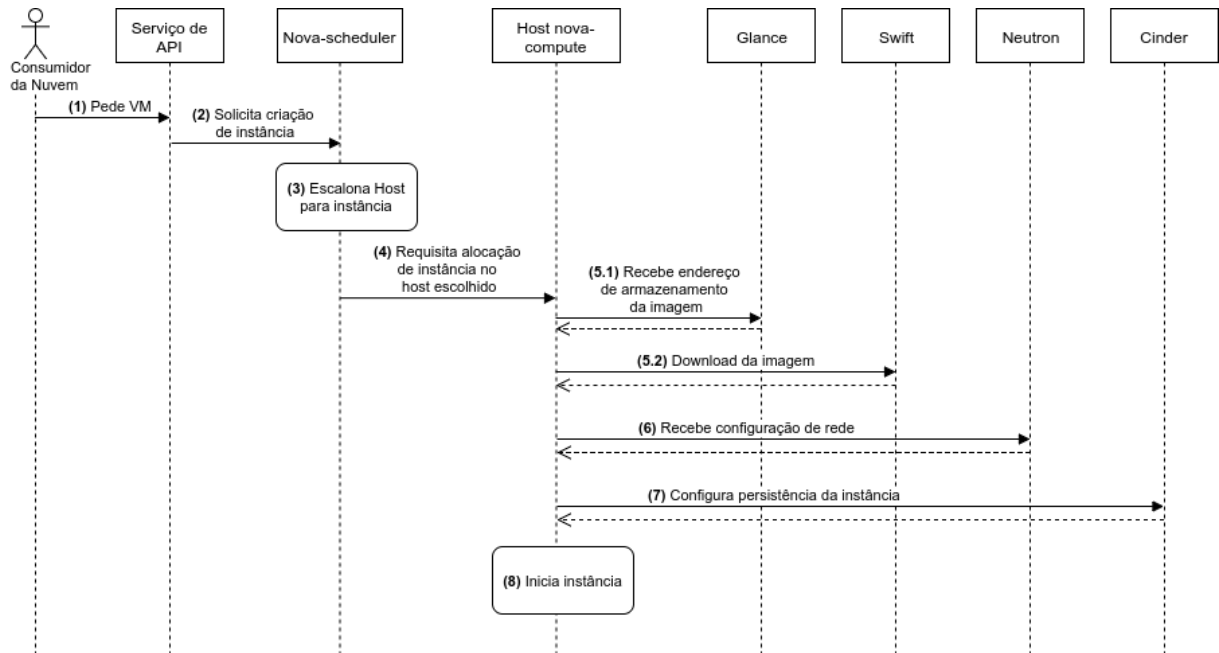 Consumidor
da Nuvem
Serviço de
API
Nova-scheduler
Host nova-
compute
Glance
Swift
Neutron
Cinder
(1) Pede VM
(2) Solicita criação
de instância
(3) Escalona Host
para instância
(4) Requisita alocação
de instância no
host escolhido
(5.1) Recebe endereço
de armazenamento
da imagem
(5.2) Download da imagem
(6) Recebe configuração de rede
(7) Configura persistência da instância
(8) Inicia instância